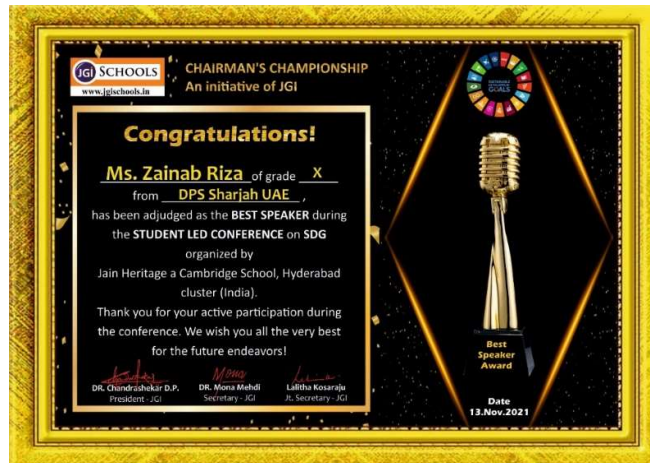 JGI SCHOOLS
www.jgischools.in
CHAIRMAN'S CHAMPIONSHIP
An initiative of JGI
SUSTAINABLE
DEVELOPMENT
GOALS
Congratulations!
Ms. Zainab Riza of grade X
from DPS Sharjah UAE ,
has been adjudged as the BEST SPEAKER during
the STUDENT LED CONFERENCE on SDG
organized by
Jain Heritage a Cambridge School, Hyderabad
cluster (India).
Thank you for your active participation during
the conference. We wish you all the very best
for the future endeavors!
DR. Chandrashekar D.P.
President - JGI
Mona
DR. Mona Mehdi
Secretary - JGI
Lalitha Kosaraju
Jt. Secretary - JGI
Best
Speaker
Award
Date
13.Nov.2021